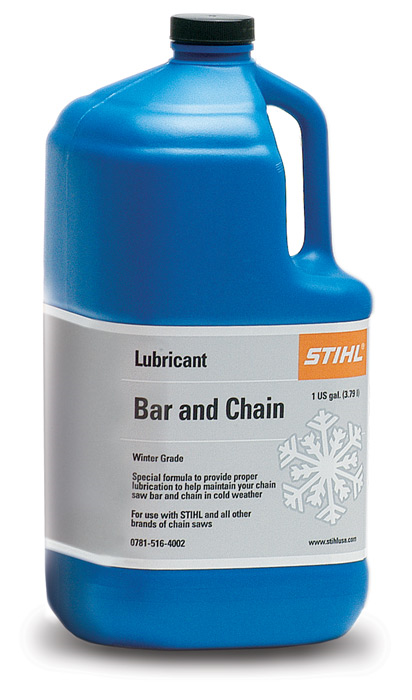 Lubricant
STIHL®
Bar and Chain
1 US gal. (3.79 l)
Winter Grade
Special formula to provide proper
lubrication to help maintain your chain
saw bar and chain in cold weather
For use with STIHL and all other
brands of chain saws
0781-516-4002
www.stihlusa.com